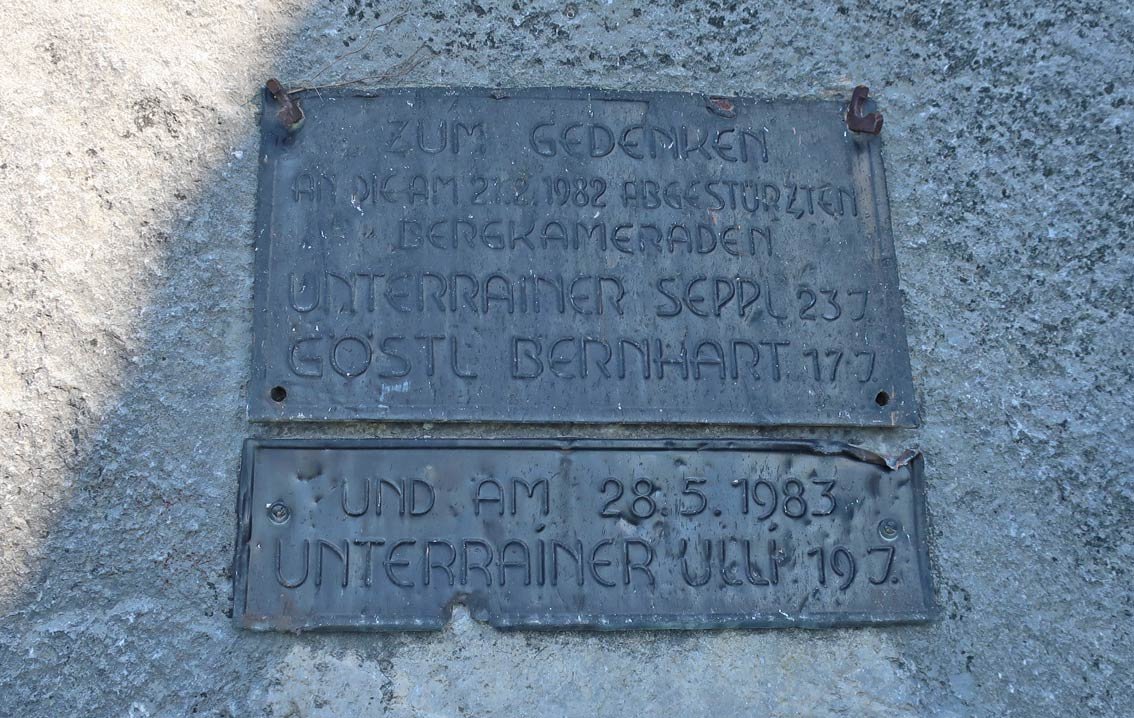 ZUM GEDENKEN
AN DIE AM 21.2.1982 ABGESTÜRZTEN
BERGKAMERADEN
UNTERRAINER SEPPL 23 J
GÖSTL BERNHART 17 J
UND AM 28.5.1983
UNTERRAINER ULLI 19 J.